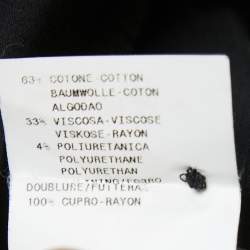 63% COTONE-COTTON
BAUMWOLLE-COTON
ALGODAO
33% VISCOSA-VISCOSE
VISKOSE-RAYON
4% POLIURETANICA
POLYURETHANE
POLYURETHAN
DOUBLURE/FUTTERA
100% CUPRO-RAYON